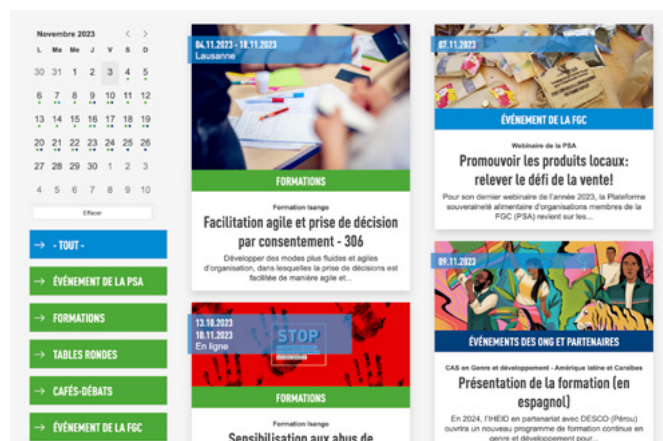 Novembre 2023 < >
L Ma Me J V S D
30 31 1 2 3 4 5
6 7 8 9 10 11 12
13 14 15 16 17 18 19
20 21 22 23 24 25 26
27 28 29 30 1 2 3
4 5 6 7 8 9 10
Effacer
→ - TOUT -
→ ÉVÉNEMENT DE LA PSA
→ FORMATIONS
→ TABLES RONDES
→ CAFÉS-DÉBATS
→ ÉVÉNEMENT DE LA FGC
04.11.2023 - 18.11.2023
Lausanne
FORMATIONS
Formation Isango
Facilitation agile et prise de décision
par consentement - 306
Développer des modes plus fluides et agiles
d'organisation, dans lesquelles la prise de décisions est
facilitée de manière agile et...
13.10.2023
10.11.2023
En ligne
STOP
FORMATIONS
Formation Isango
Sensibilisation aux abus de
07.11.2023
ÉVÉNEMENT DE LA FGC
Webinaire de la PSA
Promouvoir les produits locaux:
relever le défi de la vente!
Pour son dernier webinaire de l'année 2023, la Plateforme
souveraineté alimentaire d'organisations membres de la
FGC (PSA) revient sur les...
09.11.2023
ÉVÉNEMENTS DES ONG ET PARTENAIRES
CAS en Genre et développement - Amérique latine et Caraïbes
Présentation de la formation (en
espagnol)
En 2024, l'IHEID en partenariat avec DESCO (Pérou)
ouvrira un nouveau programme de formation continue en
genre et développement pour...